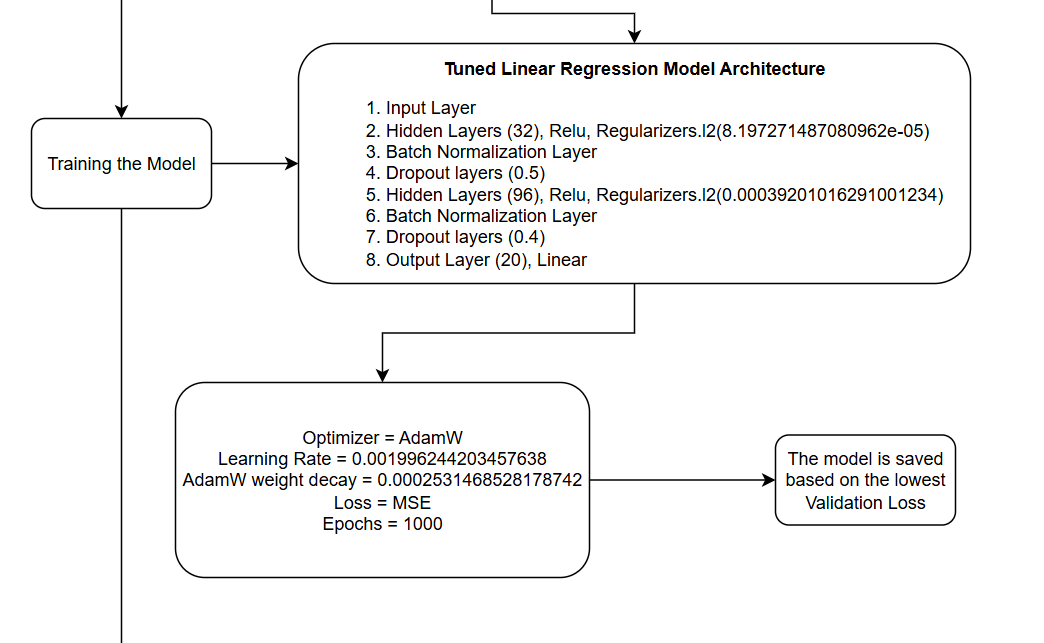 Tuned Linear Regression Model Architecture
1. Input Layer
2. Hidden Layers (32), Relu, Regularizers.l2(8.197271487080962e-05)
3. Batch Normalization Layer
4. Dropout layers (0.5)
5. Hidden Layers (96), Relu, Regularizers.l2(0.00039201016291001234)
6. Batch Normalization Layer
7. Dropout layers (0.4)
8. Output Layer (20), Linear
Training the Model
Optimizer = AdamW
Learning Rate = 0.001996244203457638
AdamW weight decay = 0.0002531468528178742
Loss = MSE
Epochs = 1000
The model is saved
based on the lowest
Validation Loss